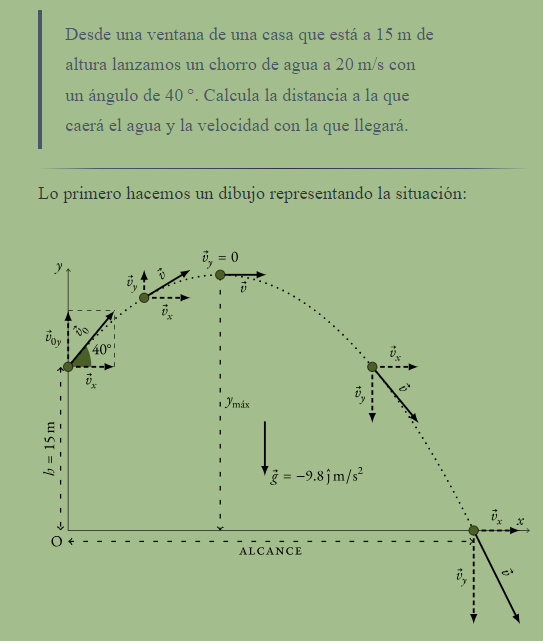 Desde una ventana de una casa que está a 15 m de
altura lanzamos un chorro de agua a 20 m/s con
un ángulo de 40 °. Calcula la distancia a la que
caerá el agua y la velocidad con la que llegará.
Lo primero hacemos un dibujo representando la situación:
v⃗y = 0
y
v⃗y
v⃗
v⃗
v⃗x
v⃗0y
v⃗0
40°
v⃗x
v⃗x
v⃗y
v⃗
ymáx
h = 15 m
g⃗ = −9.8 ĵ m/s²
v⃗x
x
O
ALCANCE
v⃗y
v⃗